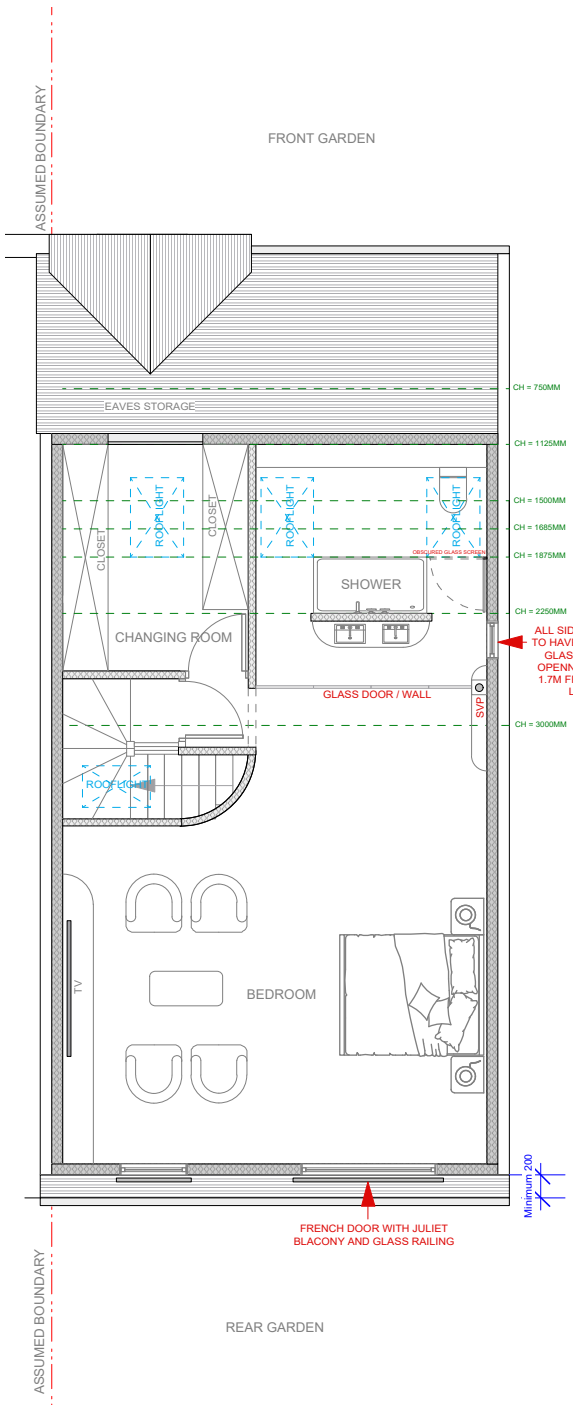 ASSUMED BOUNDARY
FRONT GARDEN
CH = 750MM
EAVES STORAGE
CH = 1125MM
ROOFLIGHT
ROOFLIGHT
ROOFLIGHT
CLOSET
CLOSET
CH = 1500MM
CH = 1685MM
OBSCURED GLASS SCREEN
CH = 1875MM
SHOWER
CH = 2250MM
CHANGING ROOM
ALL SID
TO HAVI
GLAS
OPENN
1.7M FI
L
GLASS DOOR / WALL
SVP
CH = 3000MM
ROOFLIGHT
TV
BEDROOM
Minimum 200
FRENCH DOOR WITH JULIET
BLACONY AND GLASS RAILING
ASSUMED BOUNDARY
REAR GARDEN